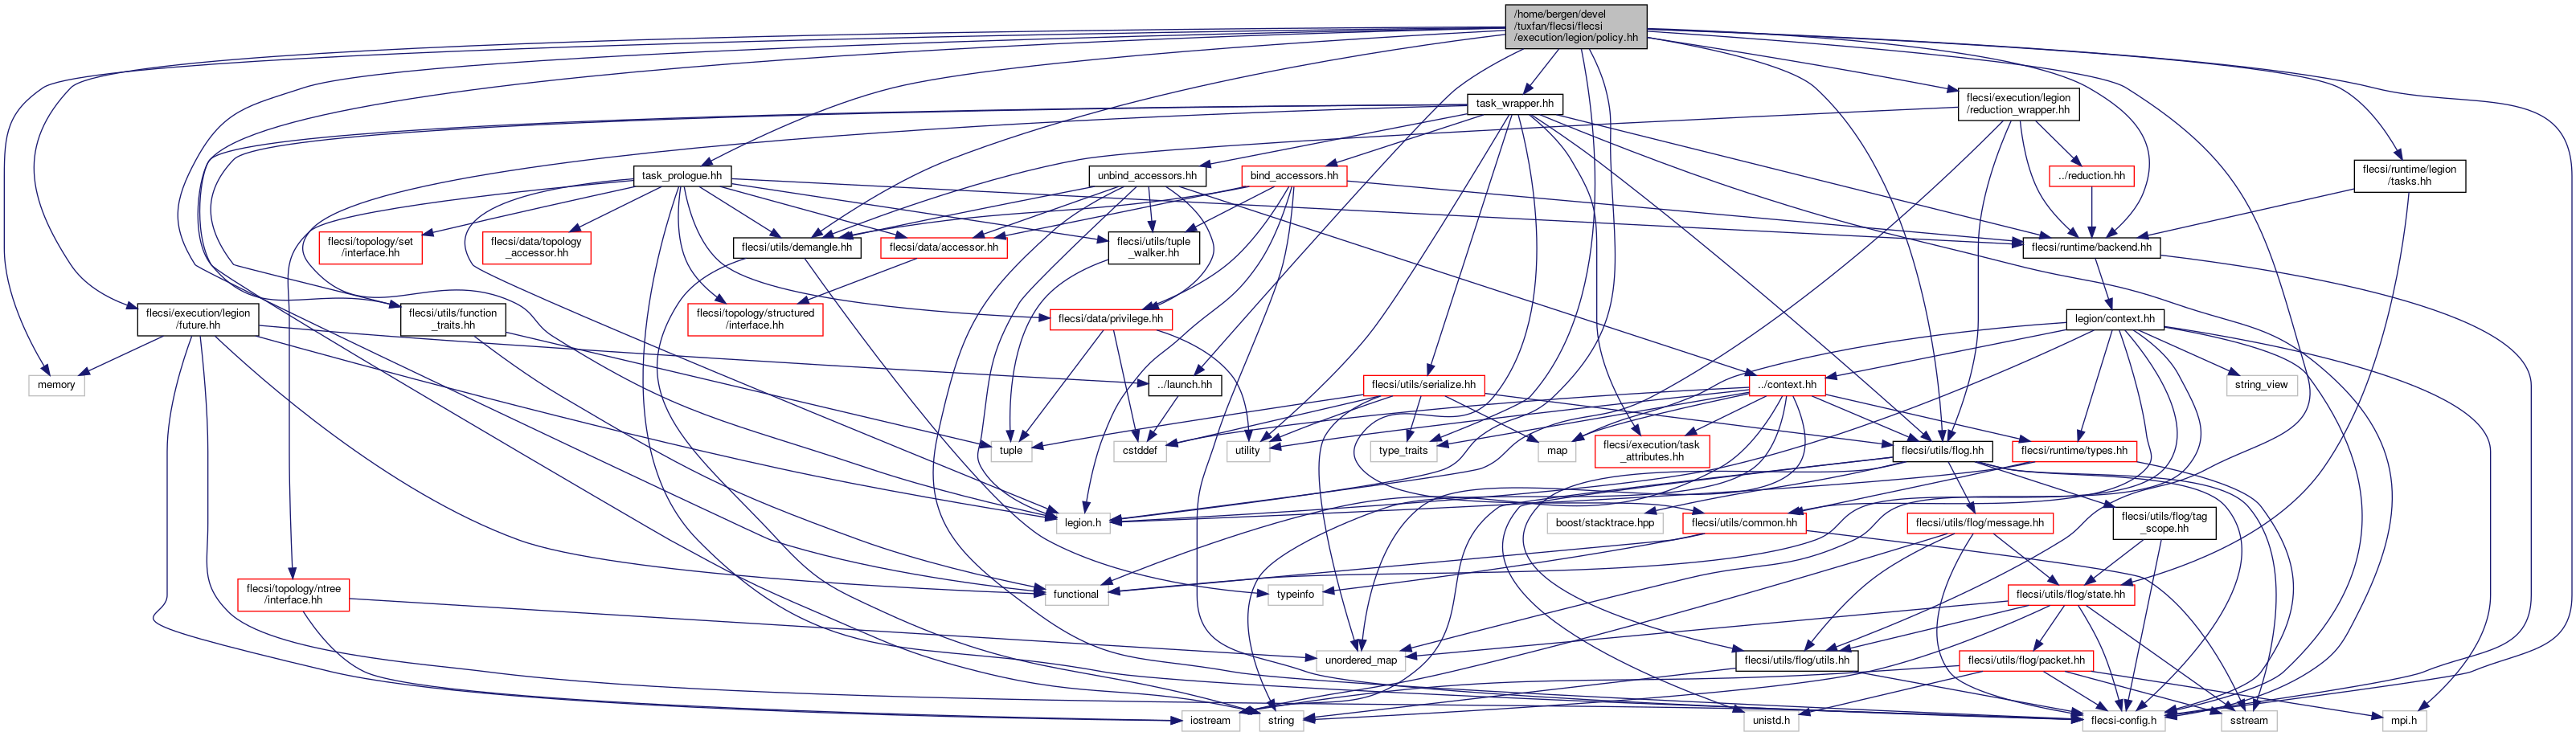 /home/bergen/devel
/tuxfan/flecsi/flecsi
/execution/legion/policy.hh
task_wrapper.hh
flecsi/execution/legion
/reduction_wrapper.hh
task_prologue.hh
unbind_accessors.hh
bind_accessors.hh
../reduction.hh
flecsi/runtime/legion
/tasks.hh
flecsi/topology/set
/interface.hh
flecsi/data/topology
_accessor.hh
flecsi/utils/demangle.hh
flecsi/data/accessor.hh
flecsi/utils/tuple
_walker.hh
flecsi/runtime/backend.hh
flecsi/execution/legion
/future.hh
flecsi/utils/function
_traits.hh
flecsi/topology/structured
/interface.hh
flecsi/data/privilege.hh
legion/context.hh
memory
../launch.hh
flecsi/utils/serialize.hh
../context.hh
string_view
tuple
cstddef
utility
type_traits
map
flecsi/execution/task
_attributes.hh
flecsi/utils/flog.hh
flecsi/runtime/types.hh
legion.h
boost/stacktrace.hpp
flecsi/utils/common.hh
flecsi/utils/flog/message.hh
flecsi/utils/flog/tag
_scope.hh
flecsi/topology/ntree
/interface.hh
functional
typeinfo
flecsi/utils/flog/state.hh
unordered_map
flecsi/utils/flog/utils.hh
flecsi/utils/flog/packet.hh
iostream
string
unistd.h
flecsi-config.h
sstream
mpi.h